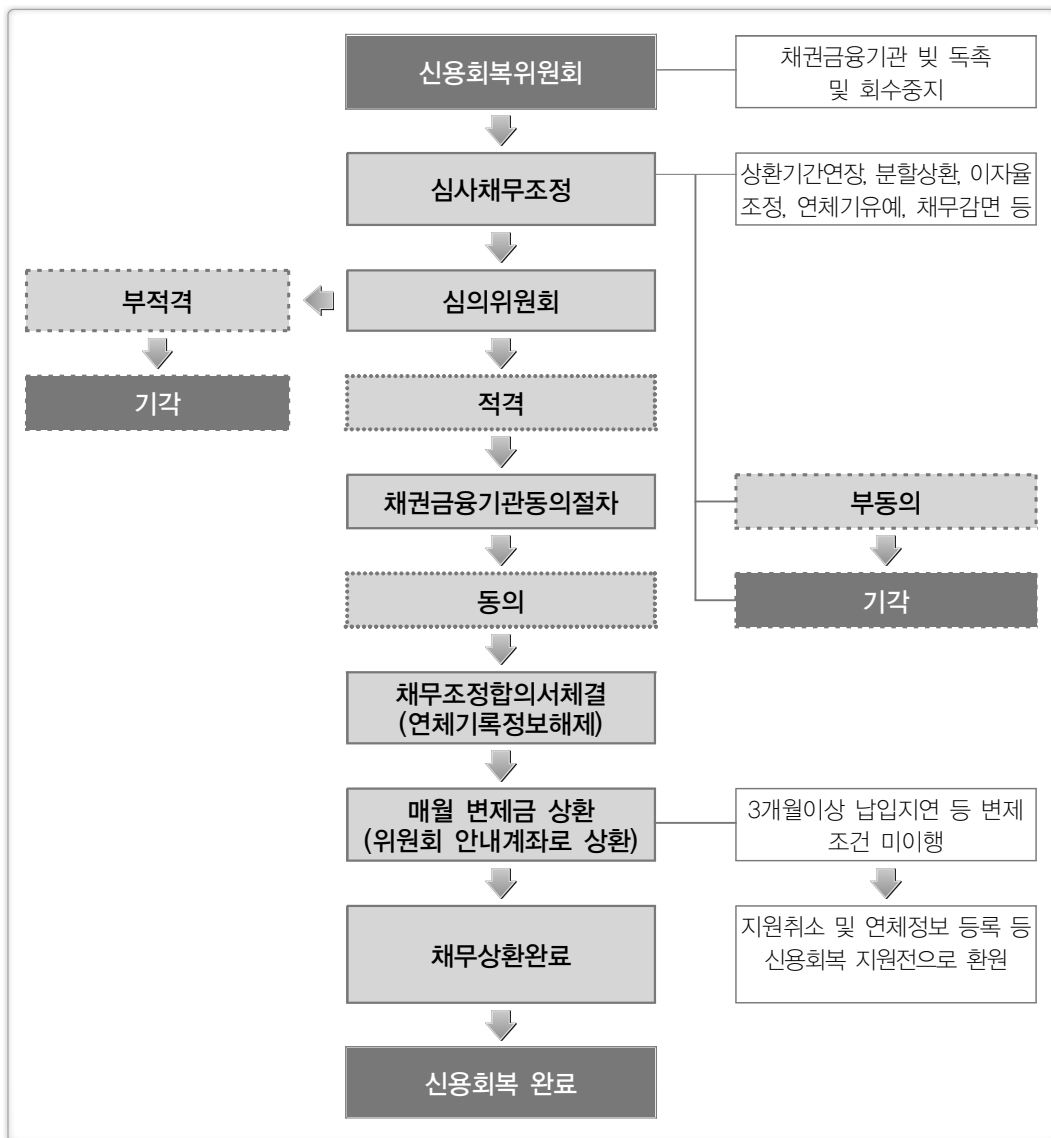 신용회복위원회
채권금융기관 빚 독촉
및 회수중지
심사채무조정
상환기간연장, 분할상환, 이자율
조정, 연체기유예, 채무감면 등
부적격
심의위원회
기각
적격
채권금융기관동의절차
부동의
동의
기각
채무조정합의서체결
(연체기록정보해제)
매월 변제금 상환
(위원회 안내계좌로 상환)
3개월이상 납입지연 등 변제
조건 미이행
채무상환완료
지원취소 및 연체정보 등록 등
신용회복 지원전으로 환원
신용회복 완료